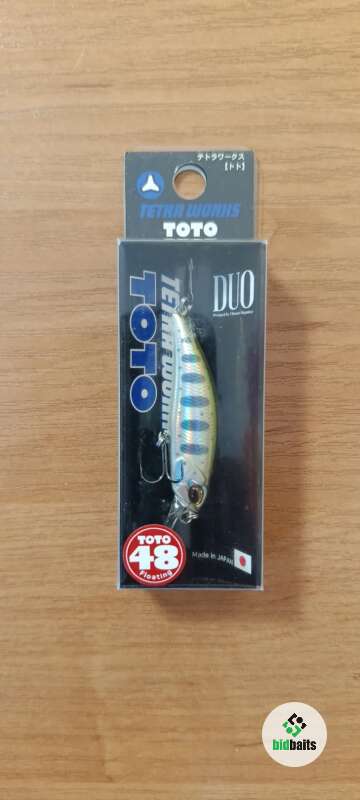 テトラワークス
【トト】
TETRA WORKS
TOTO
DUO
TETRA WORK
TOTO
TOTO
48
Floating
Made in JAPAN
bidbaits